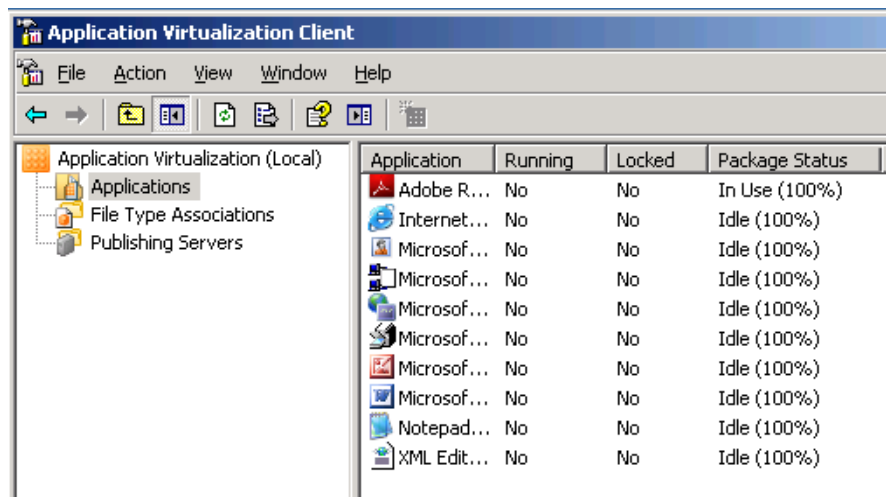 Application Virtualization Client
File Action View Window Help
Application Virtualization (Local)
Applications
File Type Associations
Publishing Servers
Application Running Locked Package Status
Adobe R... No No In Use (100%)
Internet... No No Idle (100%)
Microsof... No No Idle (100%)
Microsof... No No Idle (100%)
Microsof... No No Idle (100%)
Microsof... No No Idle (100%)
Microsof... No No Idle (100%)
Microsof... No No Idle (100%)
Notepad... No No Idle (100%)
XML Edit... No No Idle (100%)